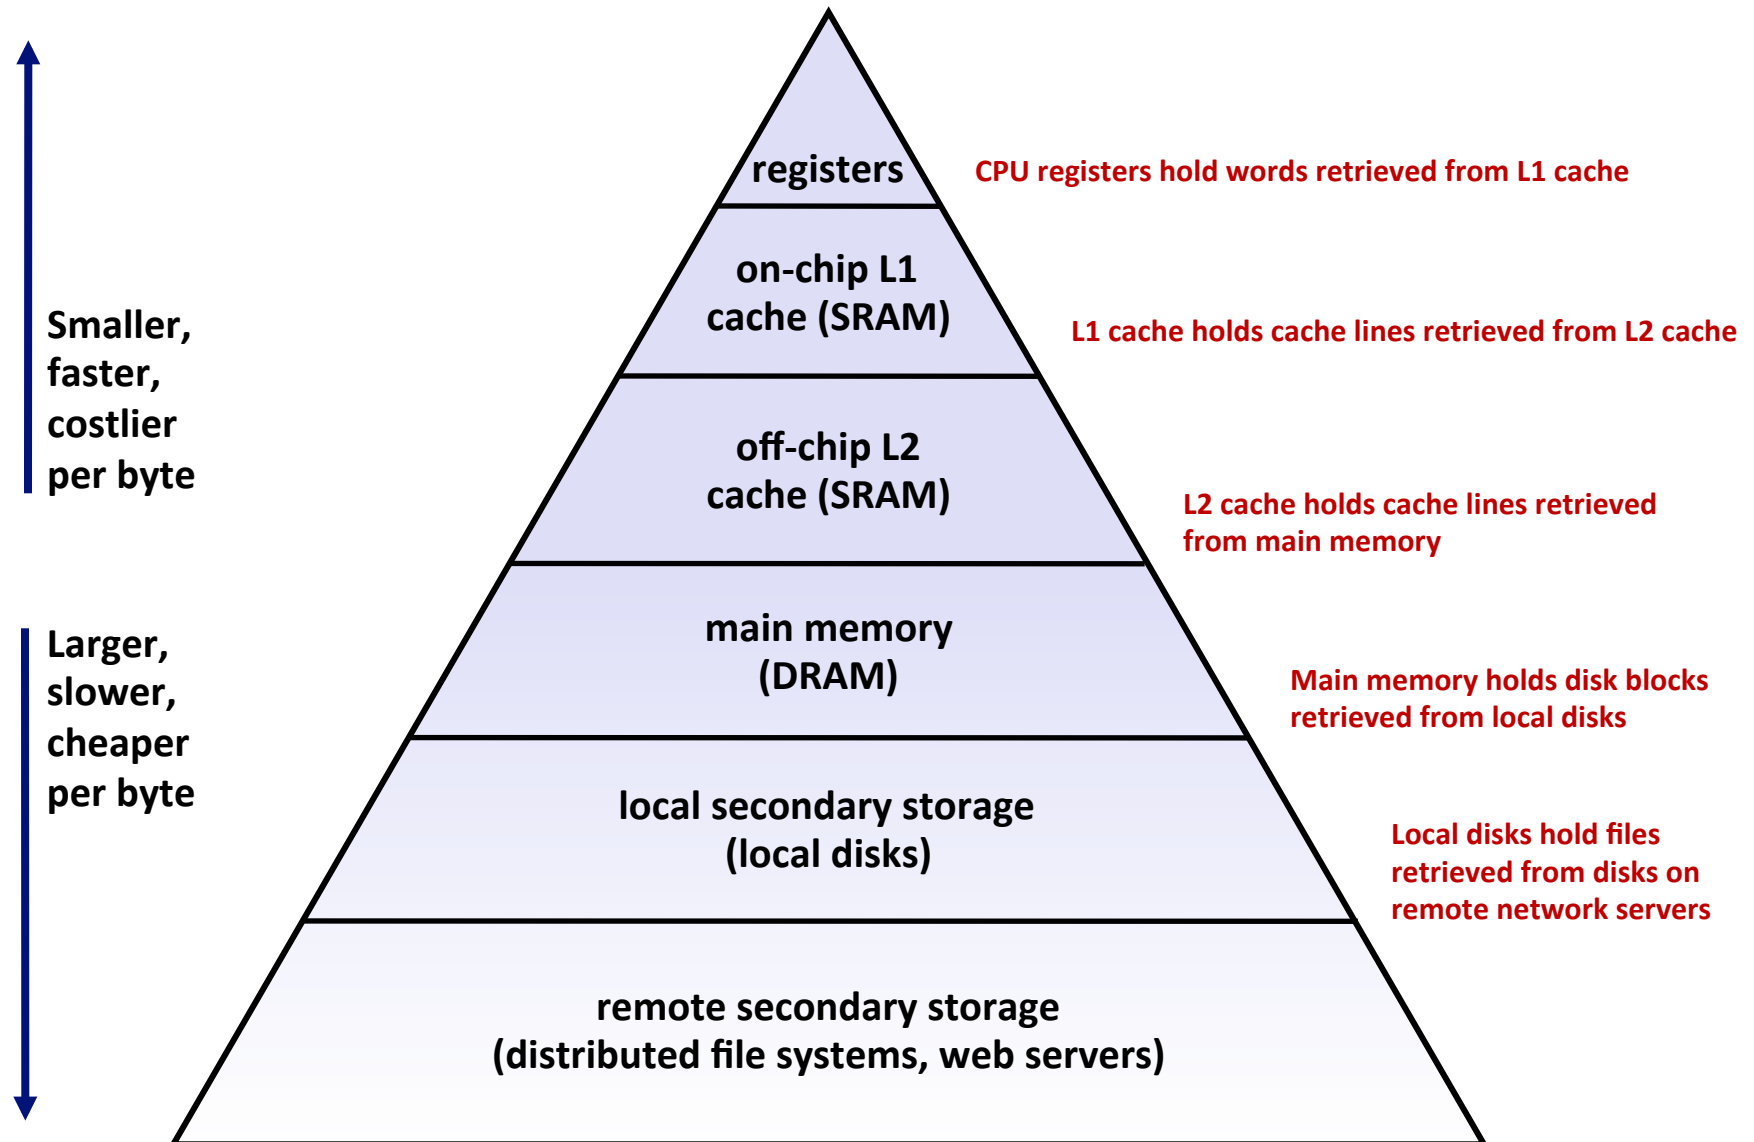 registers
CPU registers hold words retrieved from L1 cache
on-chip L1
cache (SRAM)
L1 cache holds cache lines retrieved from L2 cache
Smaller,
faster,
costlier
per byte
off-chip L2
cache (SRAM)
L2 cache holds cache lines retrieved
from main memory
Larger,
slower,
cheaper
per byte
main memory
(DRAM)
Main memory holds disk blocks
retrieved from local disks
local secondary storage
(local disks)
Local disks hold files
retrieved from disks on
remote network servers
remote secondary storage
(distributed file systems, web servers)